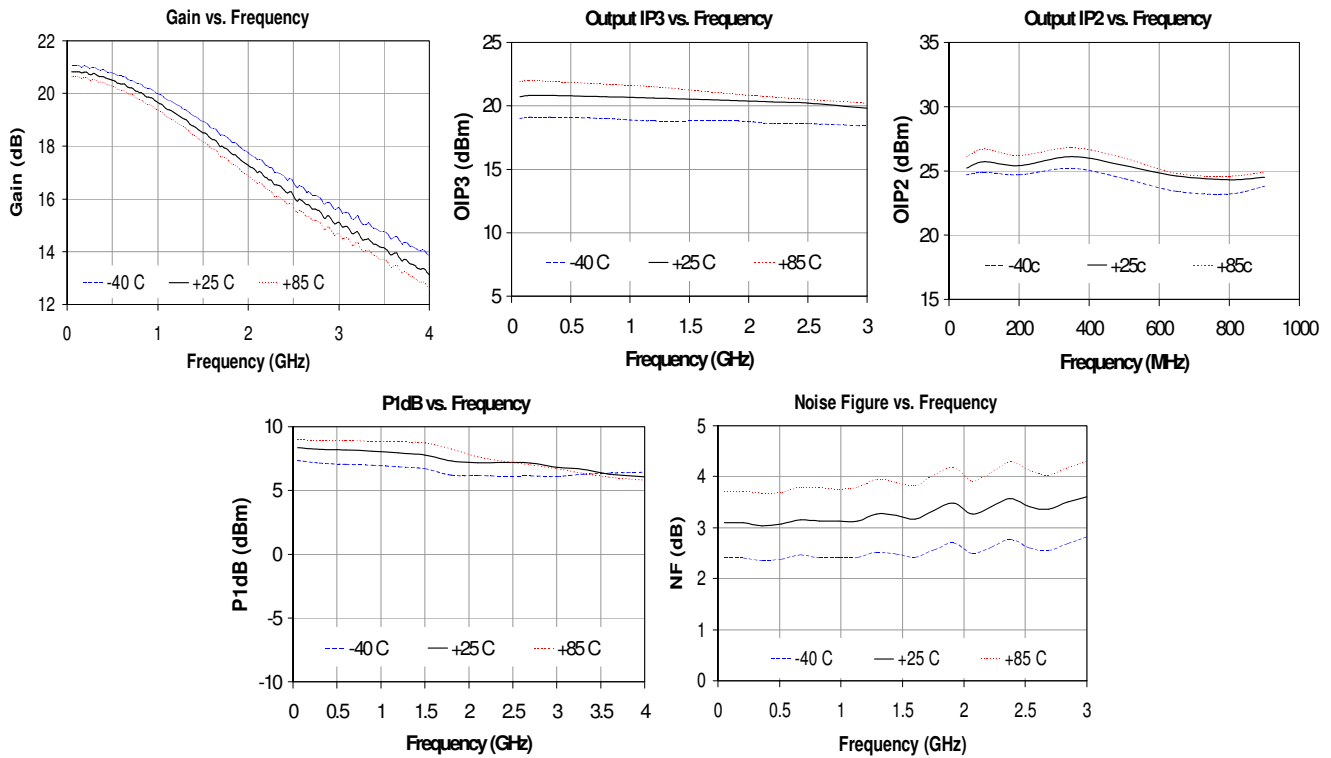 Gain vs. Frequency
22
20
18
16
14
12
Gain (dB)
-40 C
+25 C
+85 C
0
1
2
3
4
Frequency (GHz)
Output IP3 vs. Frequency
25
20
15
10
5
OIP3 (dBm)
-40 C
+25 C
+85 C
0
0.5
1
1.5
2
2.5
3
Frequency (GHz)
Output IP2 vs. Frequency
35
30
25
20
15
OIP2 (dBm)
-40c
+25c
+85c
0
200
400
600
800
1000
Frequency (MHz)
P1dB vs. Frequency
10
5
0
-5
-10
P1dB (dBm)
-40 C
+25 C
+85 C
0
0.5
1
1.5
2
2.5
3
3.5
4
Frequency (GHz)
Noise Figure vs. Frequency
5
4
3
2
1
0
NF (dB)
-40 C
+25 C
+85 C
0
0.5
1
1.5
2
2.5
3
Frequency (GHz)